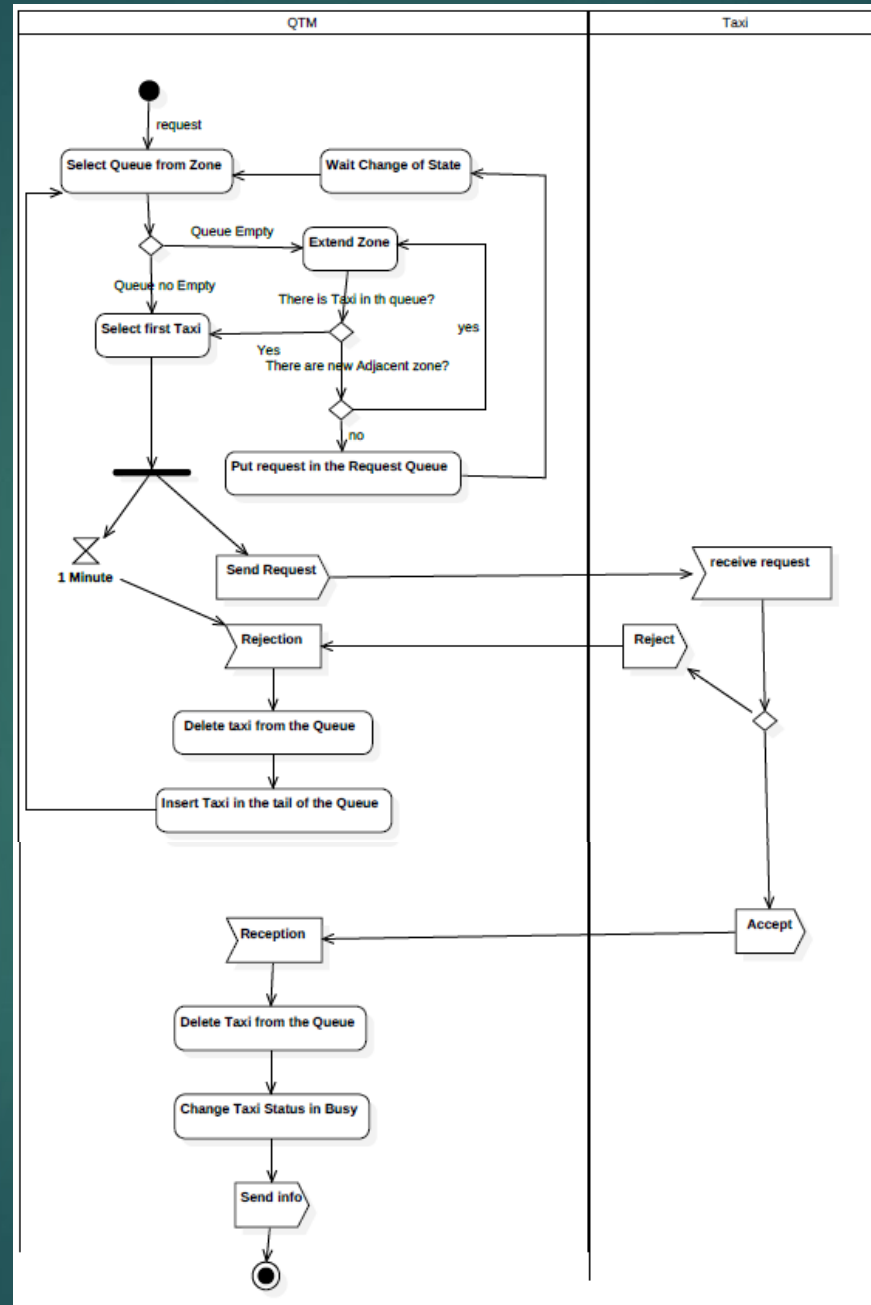 QTM
Taxi
request
Select Queue from Zone
Wait Change of State
Queue Empty
Extend Zone
Queue no Empty
There is Taxi in th queue?
Select first Taxi
yes
Yes
There are new Adjacent zone?
no
Put request in the Request Queue
1 Minute
Send Request
receive request
Rejection
Reject
Delete taxi from the Queue
Insert Taxi in the tail of the Queue
Reception
Accept
Delete Taxi from the Queue
Change Taxi Status in Busy
Send info